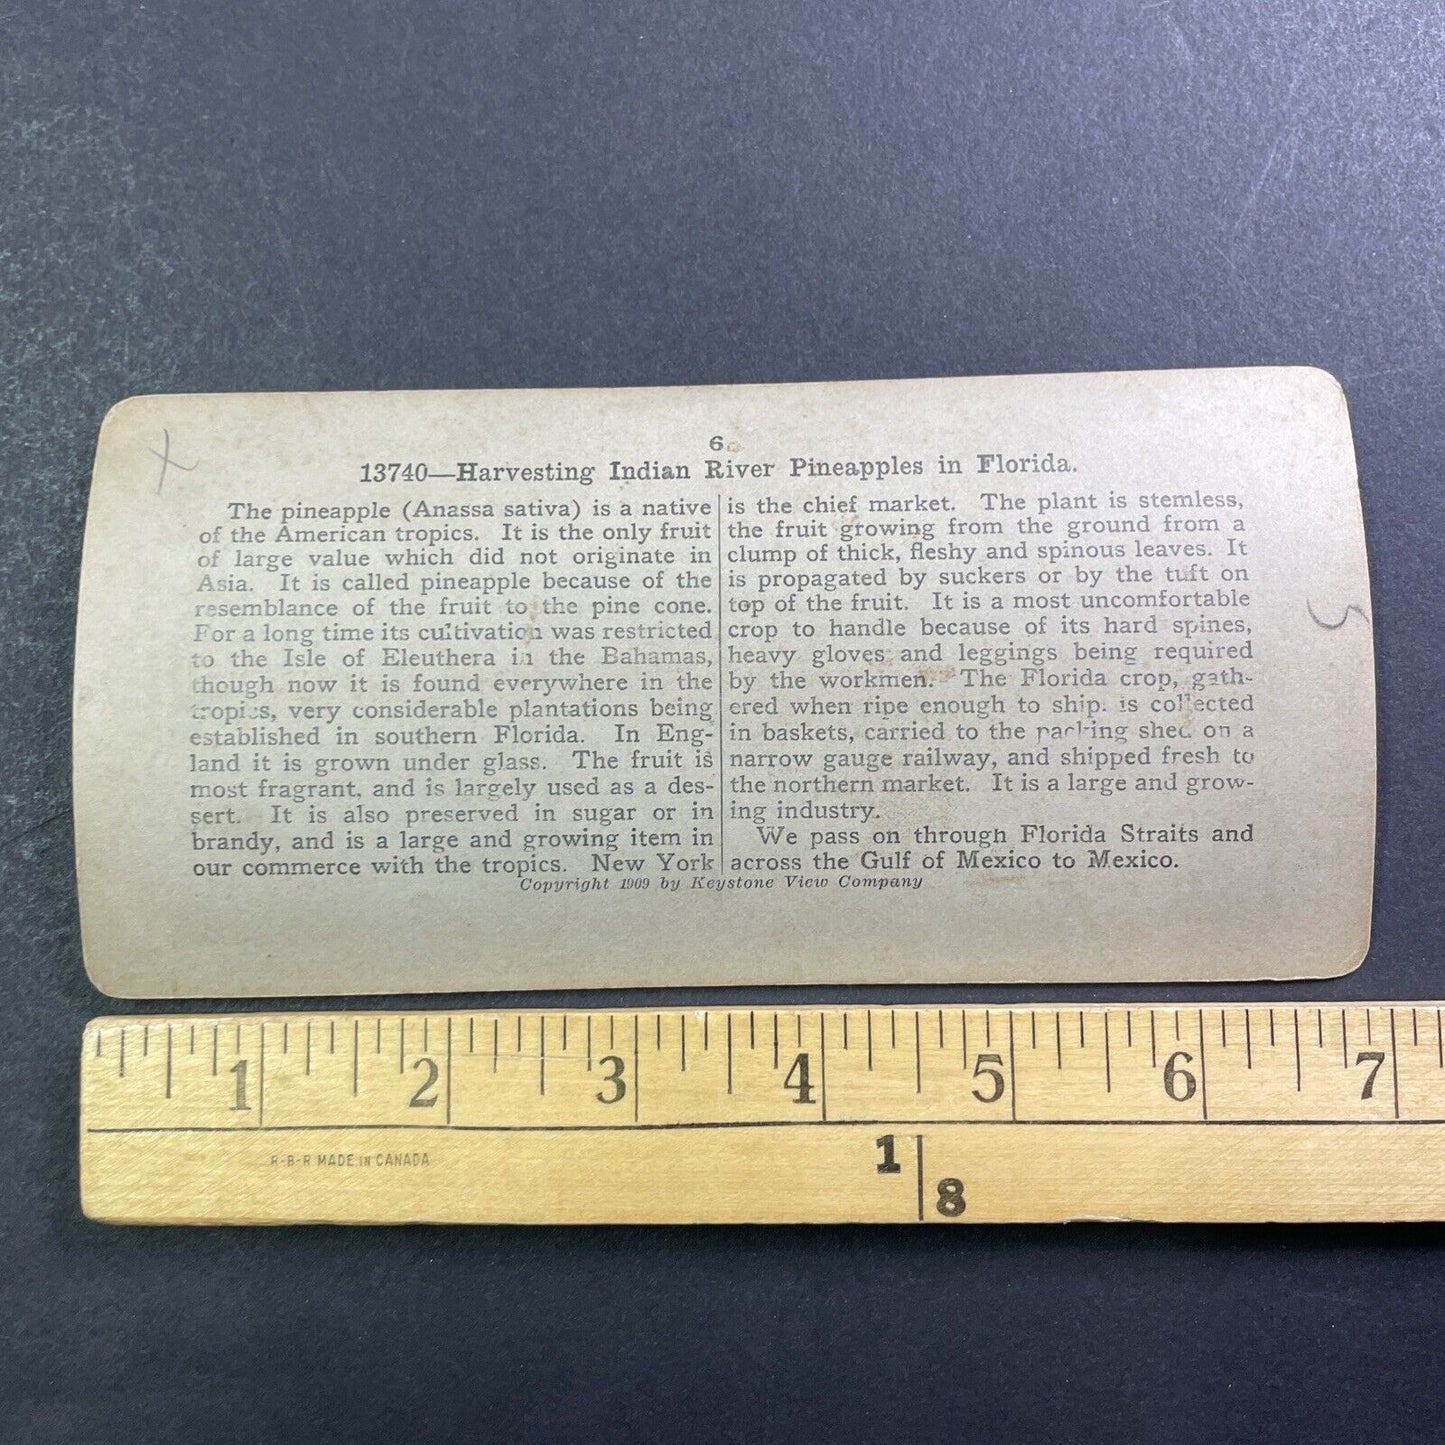 6
13740—Harvesting Indian River Pineapples in Florida.
The pineapple (Anassa sativa) is a native
of the American tropics. It is the only fruit
of large value which did not originate in
Asia. It is called pineapple because of the
resemblance of the fruit to the pine cone.
For a long time its cultivation was restricted
to the Isle of Eleuthera in the Bahamas,
though now it is found everywhere in the
tropics, very considerable plantations being
established in southern Florida. In Eng-
land it is grown under glass. The fruit is
most fragrant, and is largely used as a des-
sert. It is also preserved in sugar or in
brandy, and is a large and growing item in
our commerce with the tropics. New York
is the chief market. The plant is stemless,
the fruit growing from the ground from a
clump of thick, fleshy and spinous leaves. It
is propagated by suckers or by the tuft on
top of the fruit. It is a most uncomfortable
crop to handle because of its hard spines,
heavy gloves and leggings being required
by the workmen. The Florida crop, gath-
ered when ripe enough to ship. is collected
in baskets, carried to the packing shed on a
narrow gauge railway, and shipped fresh to
the northern market. It is a large and grow-
ing industry.
We pass on through Florida Straits and
across the Gulf of Mexico to Mexico.
Copyright 1909 by Keystone View Company
X
5
1 2 3 4 5 6 7
R-B-R MADE IN CANADA
1
8